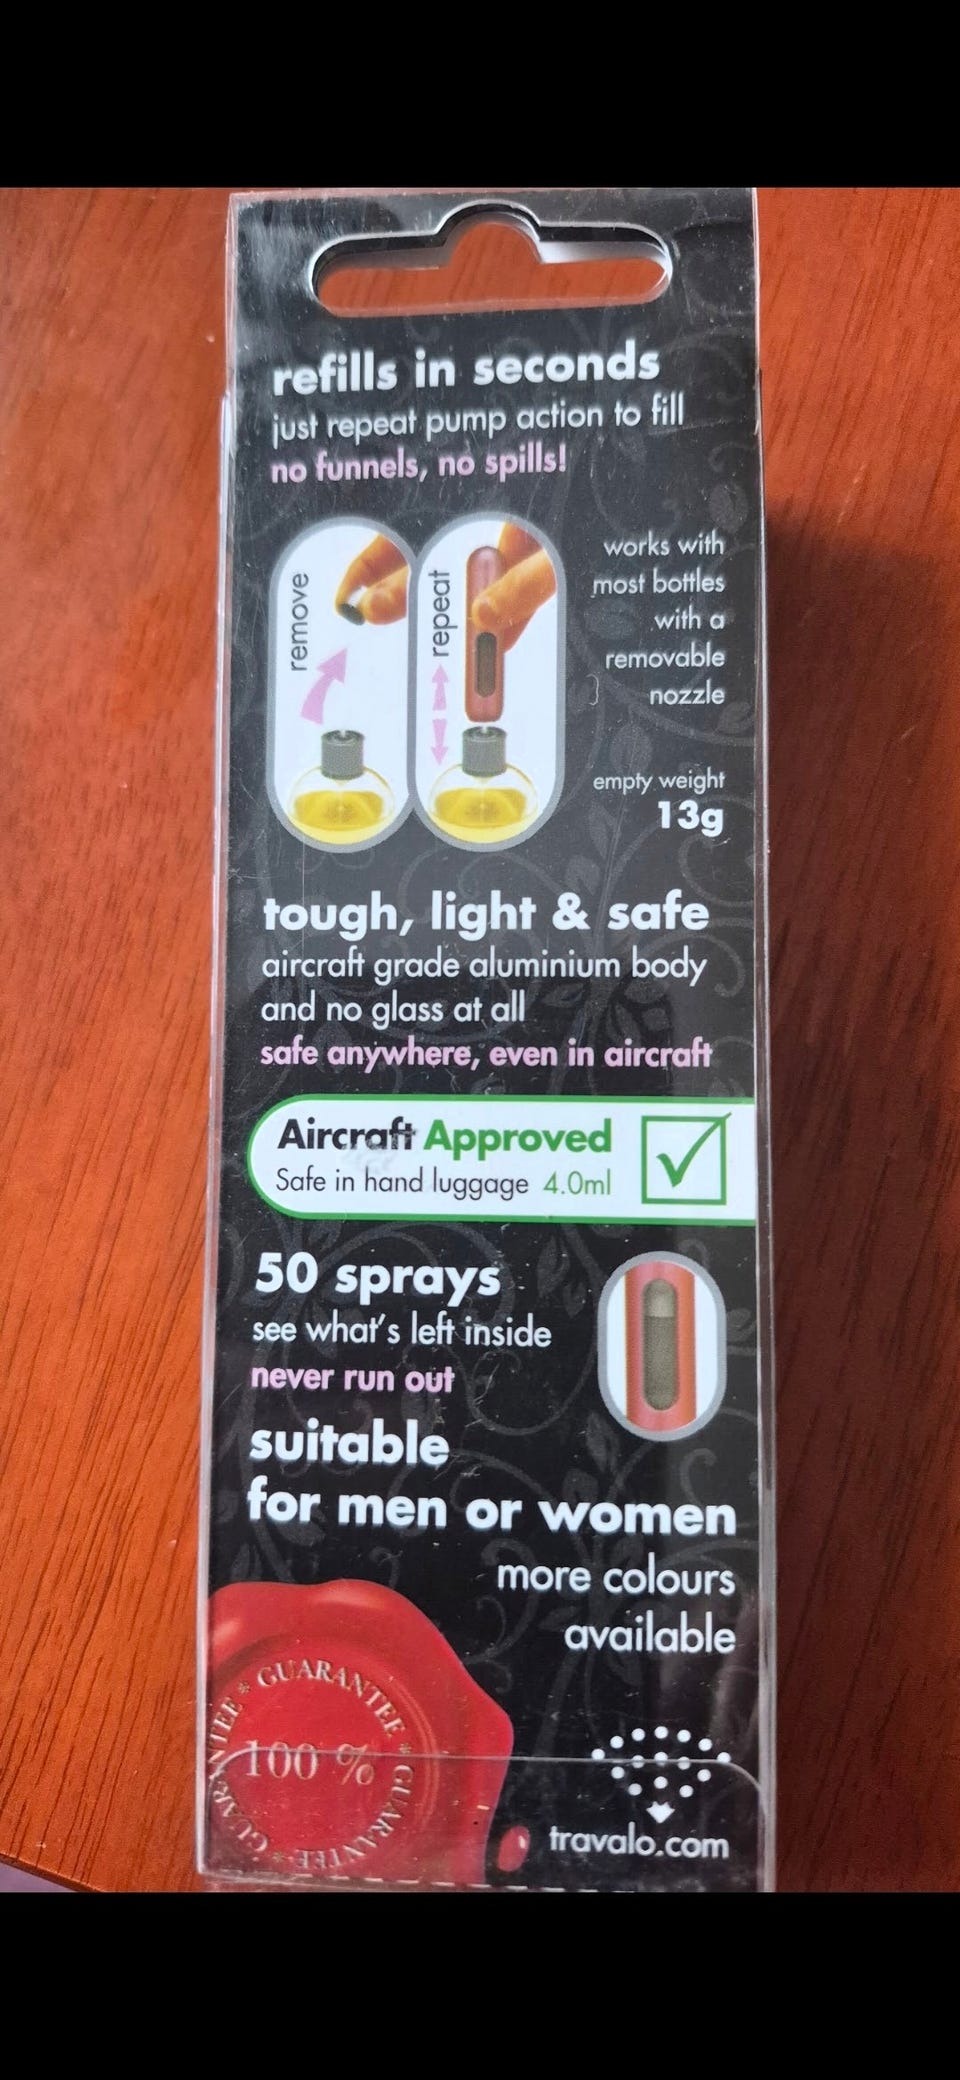 refills in seconds
just repeat pump action to fill
no funnels, no spills!
remove
repeat
works with
most bottles
with a
removable
nozzle
empty weight
13g
tough, light & safe
aircraft grade aluminium body
and no glass at all
safe anywhere, even in aircraft
Aircraft Approved
Safe in hand luggage 4.0ml
50 sprays
see what's left inside
never run out
suitable
for men or women
more colours
available
GUARANTEE * GUARANTEE * GUARANTEE *
100 %
travalo.com